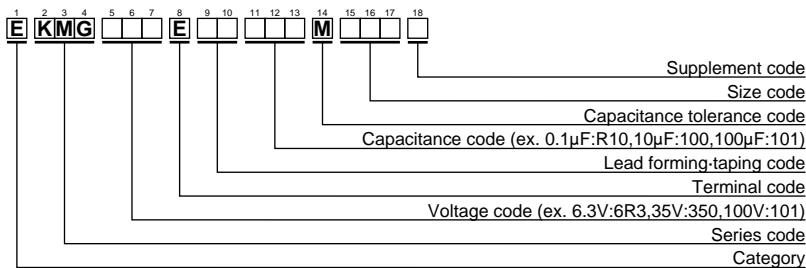 1 2 3 4 5 6 7 8 9 10 11 12 13 14 15 16 17 18
E KMG E M
Supplement code
Size code
Capacitance tolerance code
Capacitance code (ex. 0.1μF:R10,10μF:100,100μF:101)
Lead forming·taping code
Terminal code
Voltage code (ex. 6.3V:6R3,35V:350,100V:101)
Series code
Category